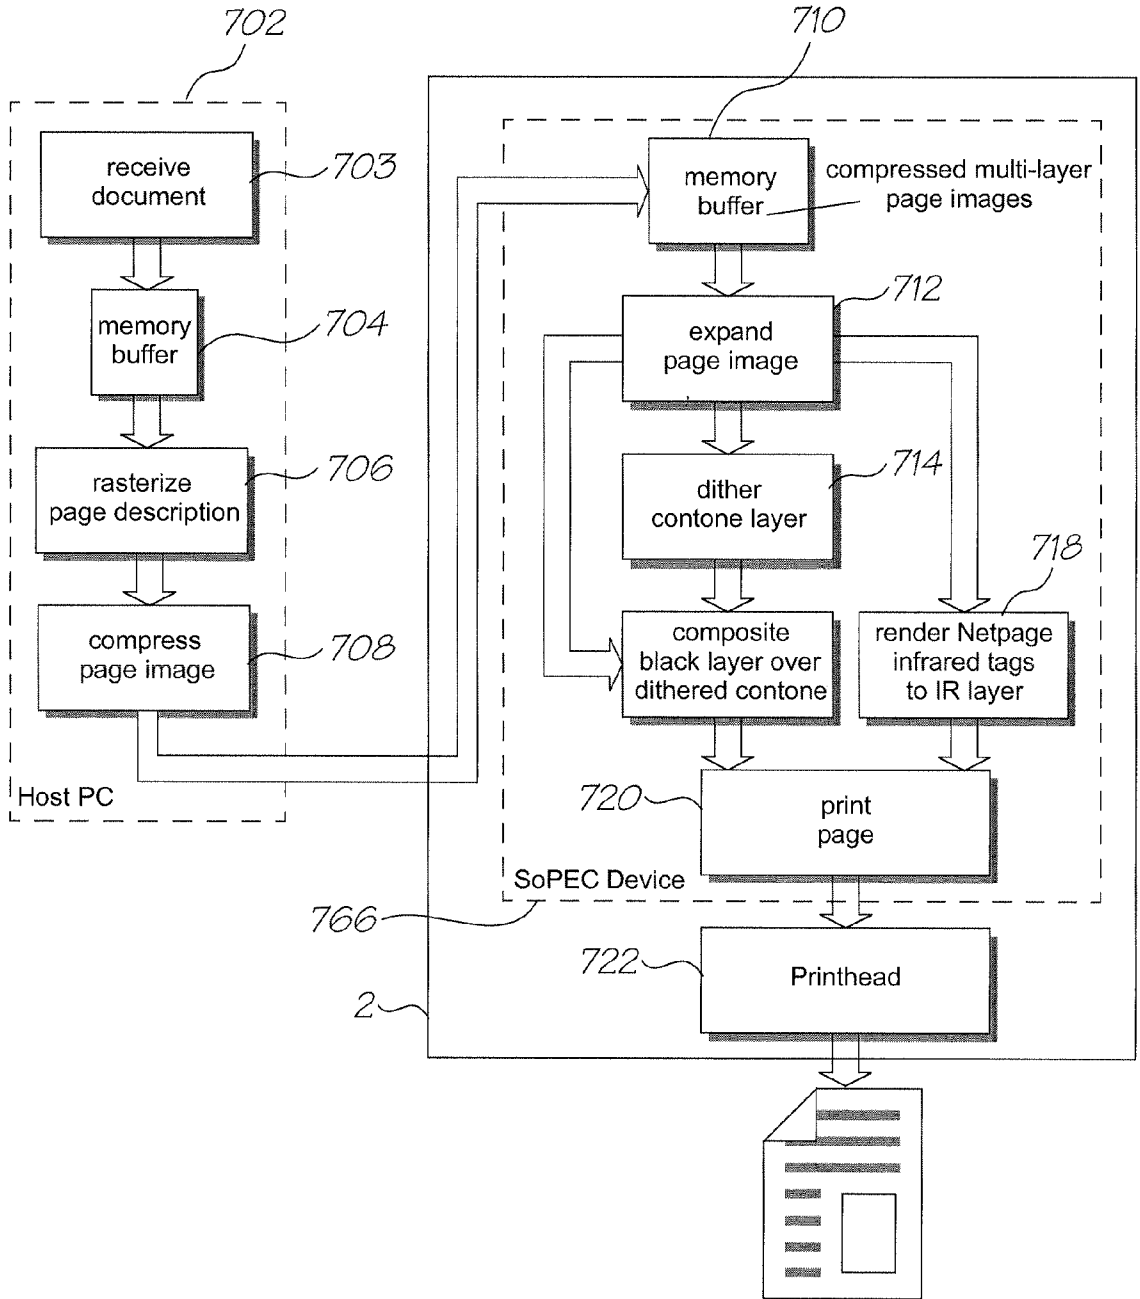 702
710
receive
document
703
memory
buffer
compressed multi-layer
page images
memory
buffer
704
expand
page image
712
rasterize
page description
706
dither
contone layer
714
compress
page image
708
composite
black layer over
dithered contone
render Netpage
infrared tags
to IR layer
718
Host PC
print
page
720
SoPEC Device
766
Printhead
722
2